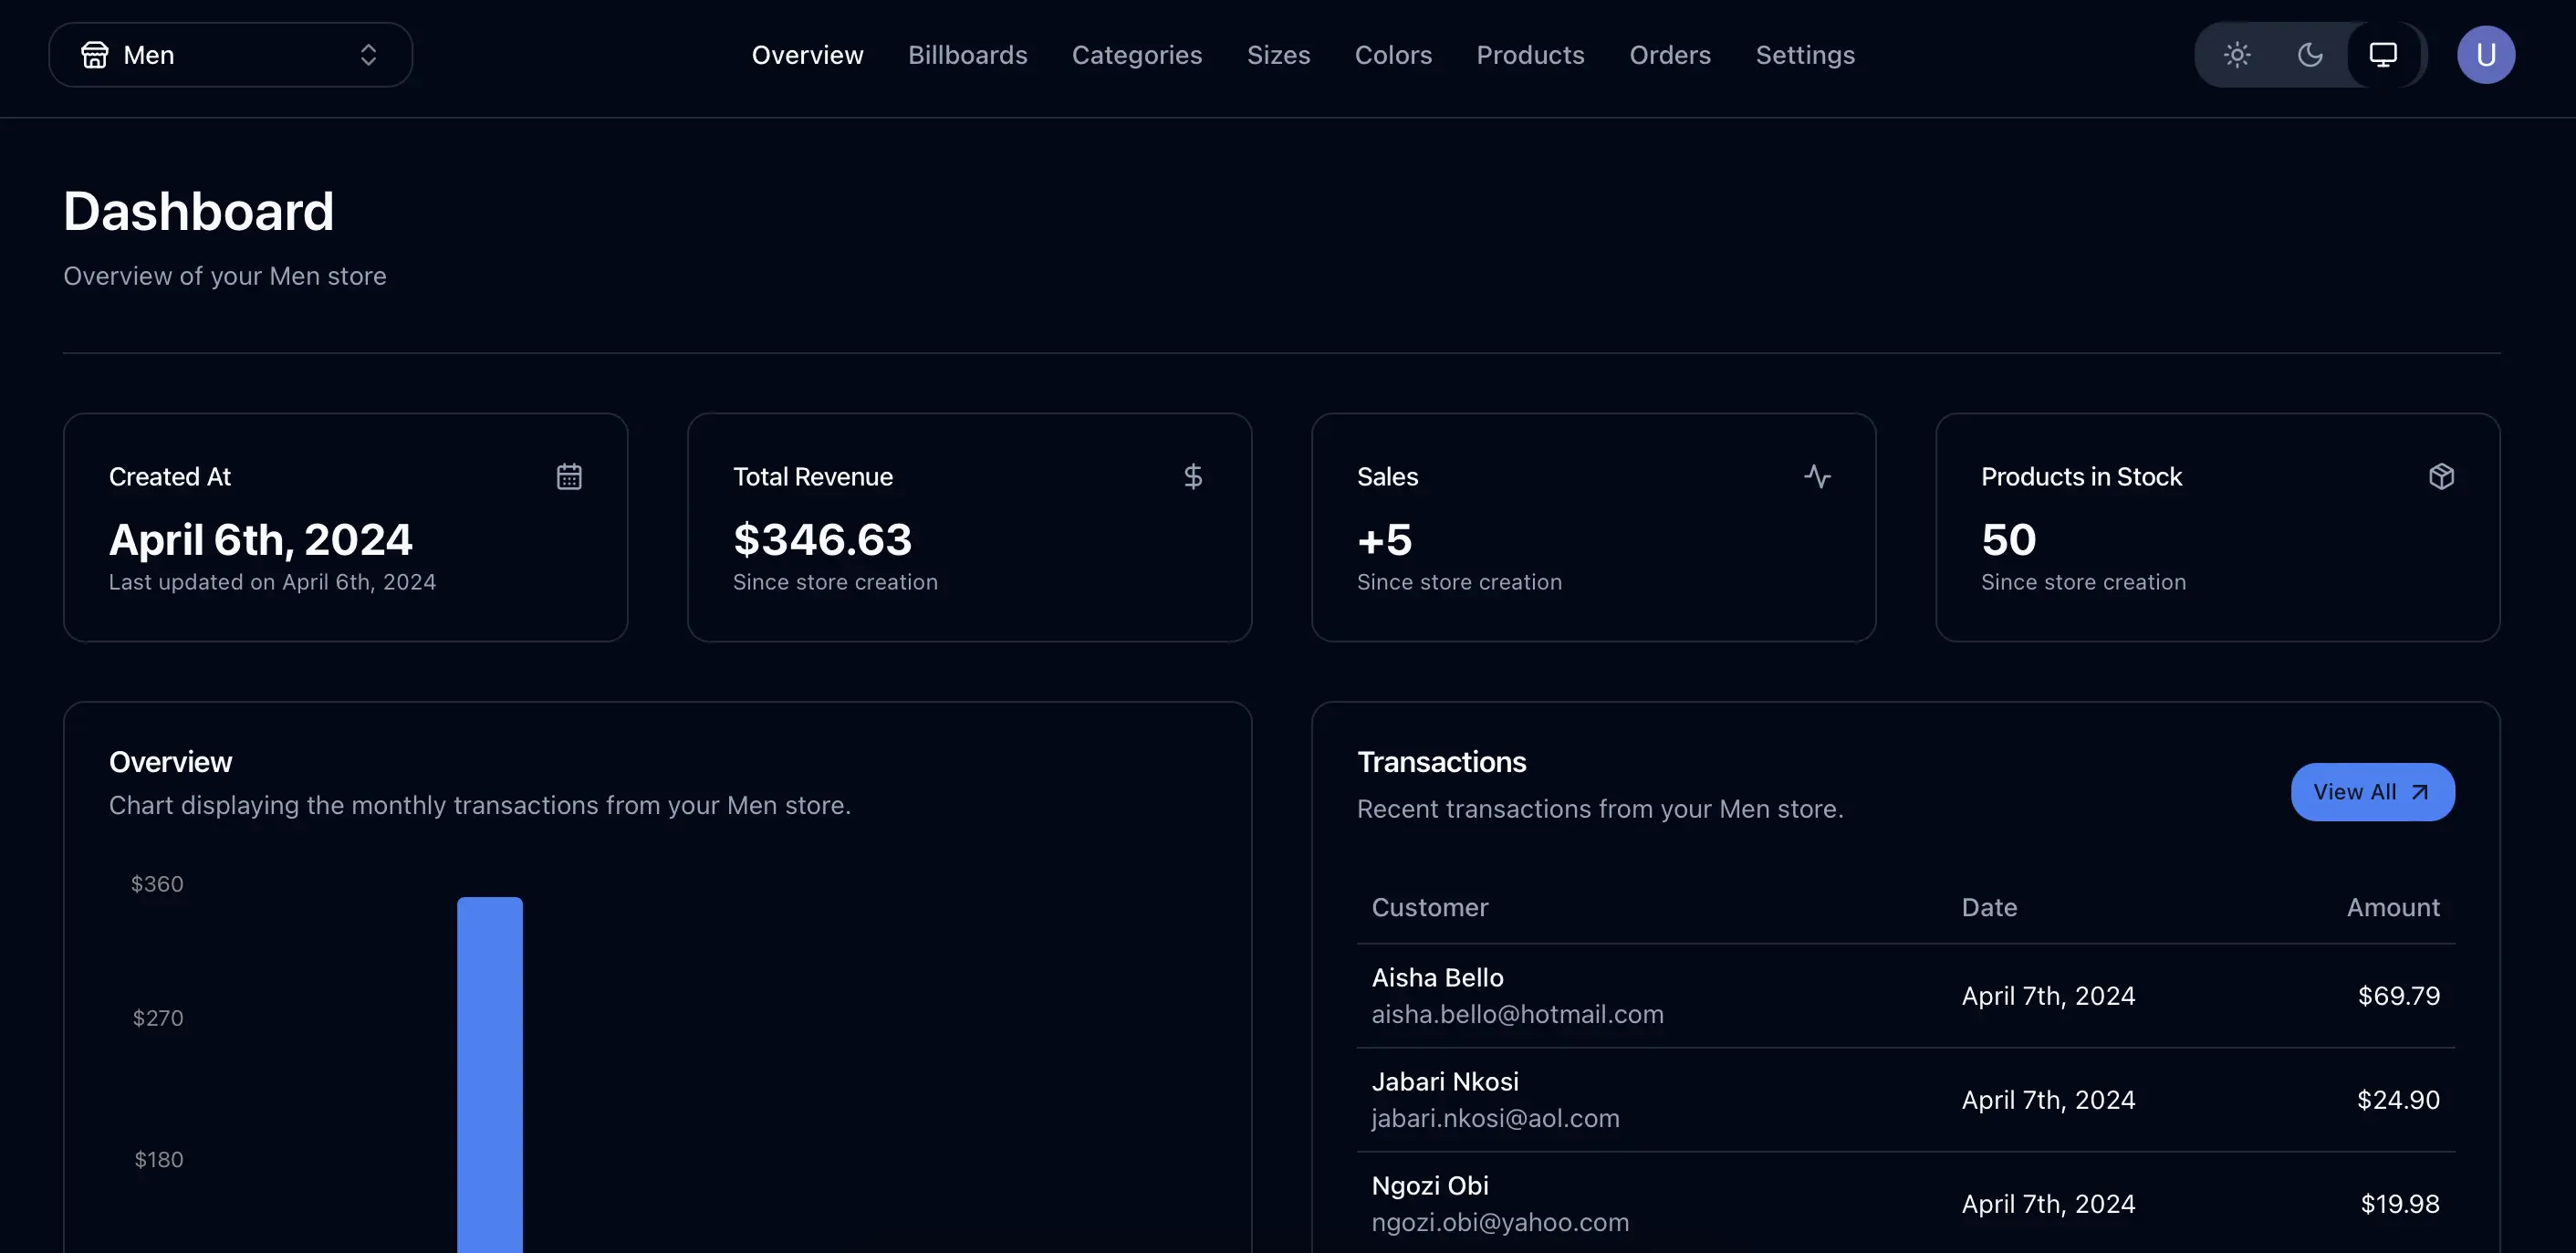 Men
Overview Billboards Categories Sizes Colors Products Orders Settings
U
Dashboard
Overview of your Men store
Created At
April 6th, 2024
Last updated on April 6th, 2024
Total Revenue
$346.63
Since store creation
Sales
+5
Since store creation
Products in Stock
50
Since store creation
Overview
Chart displaying the monthly transactions from your Men store.
$360
$270
$180
Transactions
Recent transactions from your Men store.
View All
Customer Date Amount
Aisha Bello
aisha.bello@hotmail.com
April 7th, 2024 $69.79
Jabari Nkosi
jabari.nkosi@aol.com
April 7th, 2024 $24.90
Ngozi Obi
ngozi.obi@yahoo.com
April 7th, 2024 $19.98